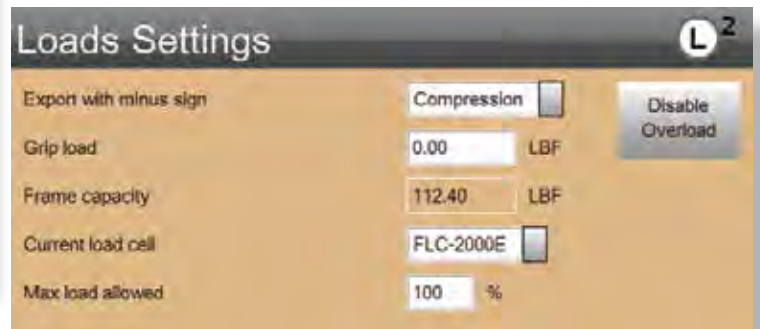 Loads Settings
L2
Export with minus sign Compression
Disable
Overload
Grip load 0.00 LBF
Frame capacity 112.40 LBF
Current load cell FLC-2000E
Max load allowed 100 %